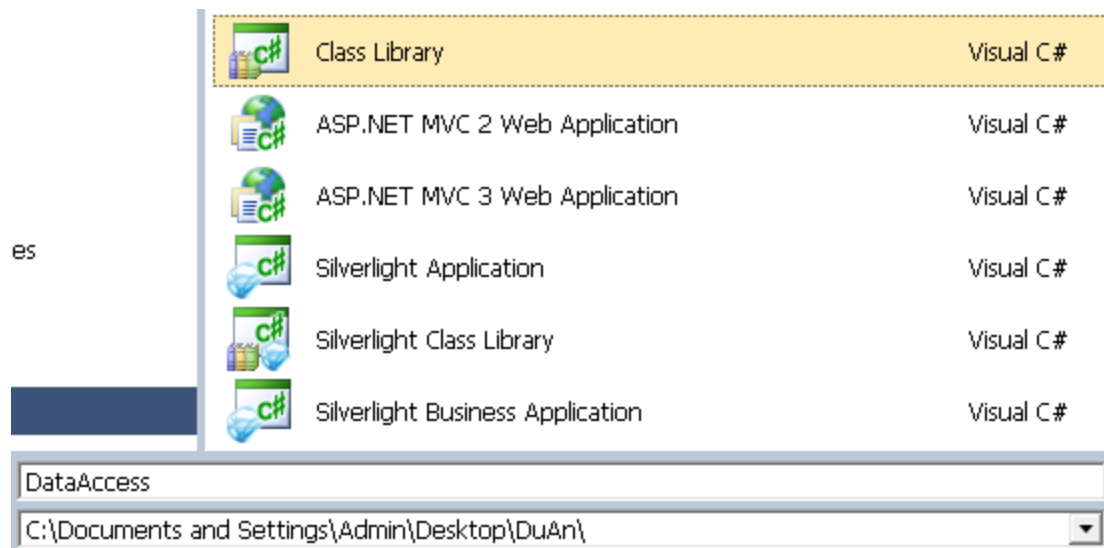 Class Library Visual C#
ASP.NET MVC 2 Web Application Visual C#
ASP.NET MVC 3 Web Application Visual C#
es
Silverlight Application Visual C#
Silverlight Class Library Visual C#
Silverlight Business Application Visual C#
DataAccess
C:\Documents and Settings\Admin\Desktop\DuAn\